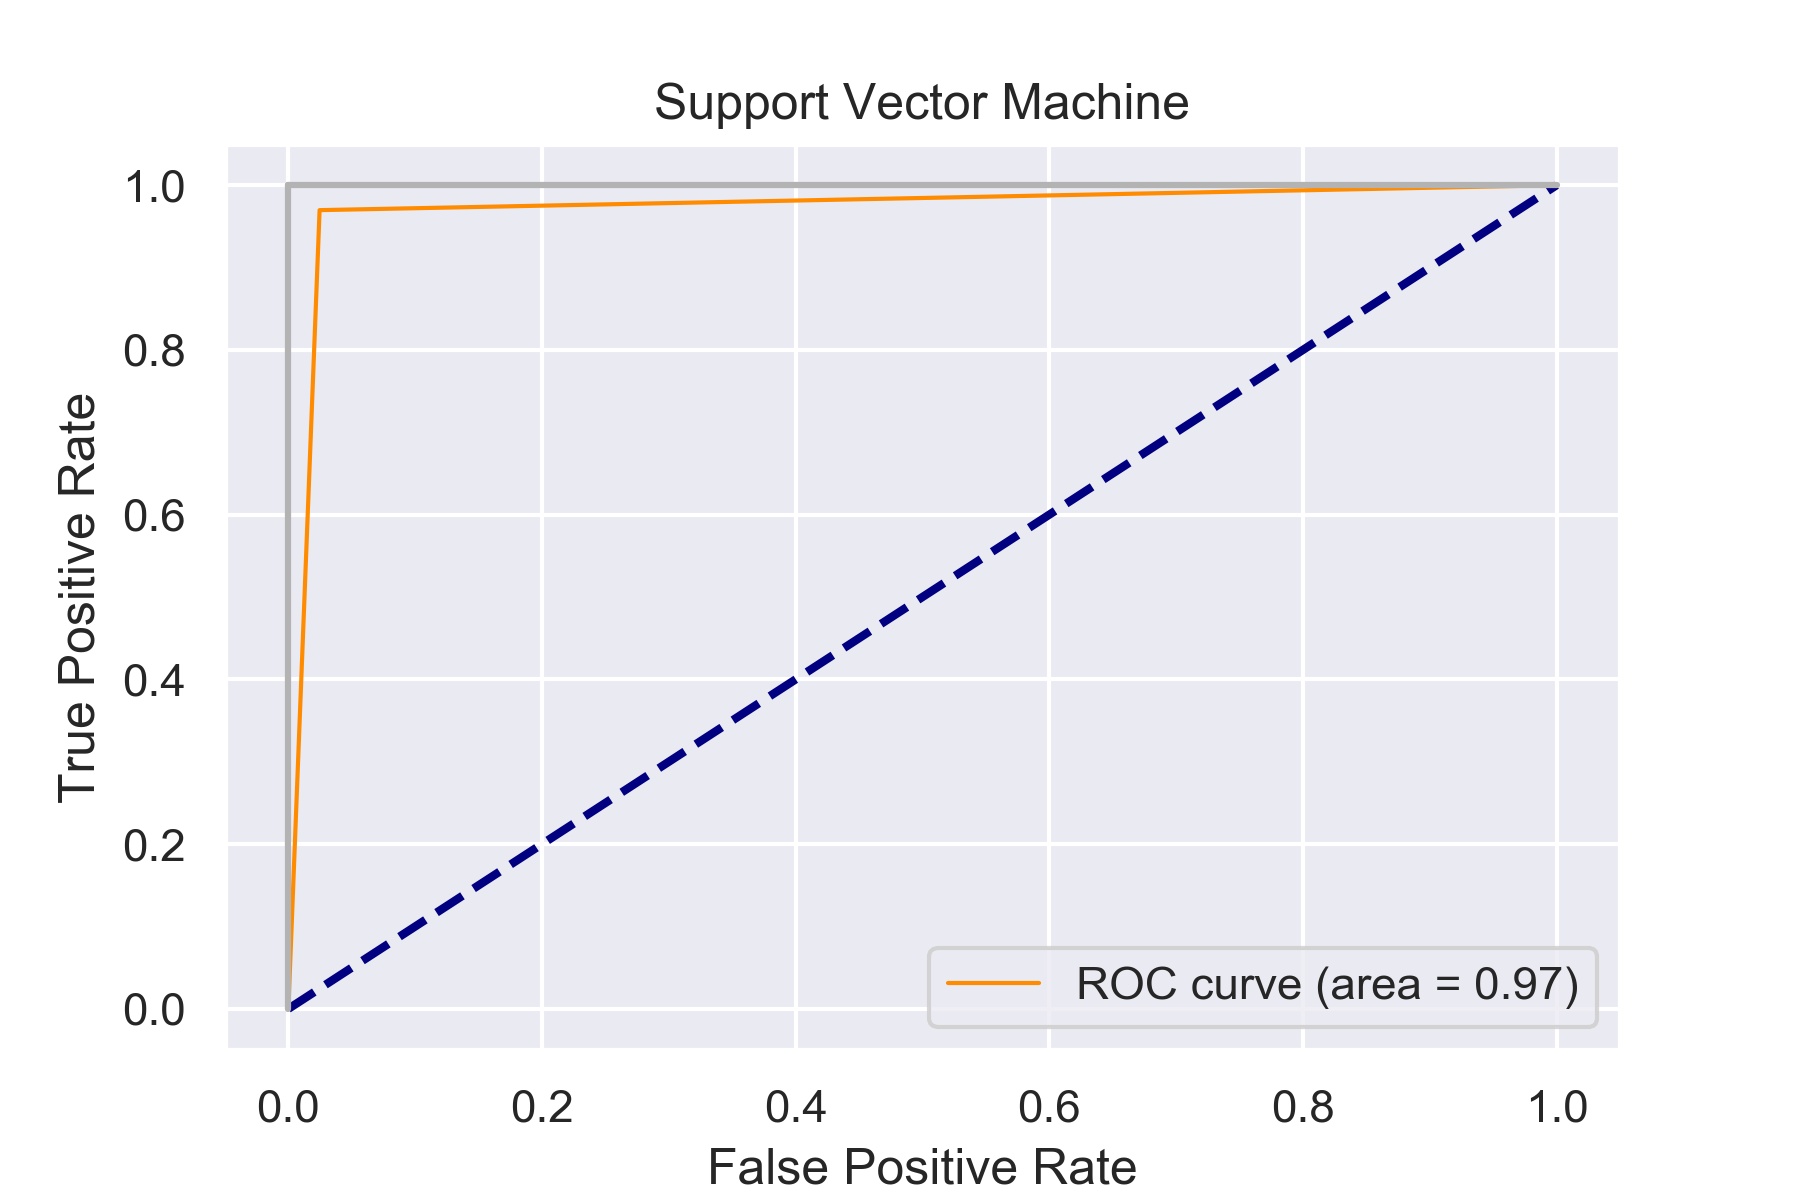 Support Vector Machine
True Positive Rate
1.0
0.8
0.6
0.4
0.2
0.0
ROC curve (area = 0.97)
0.0 0.2 0.4 0.6 0.8 1.0
False Positive Rate